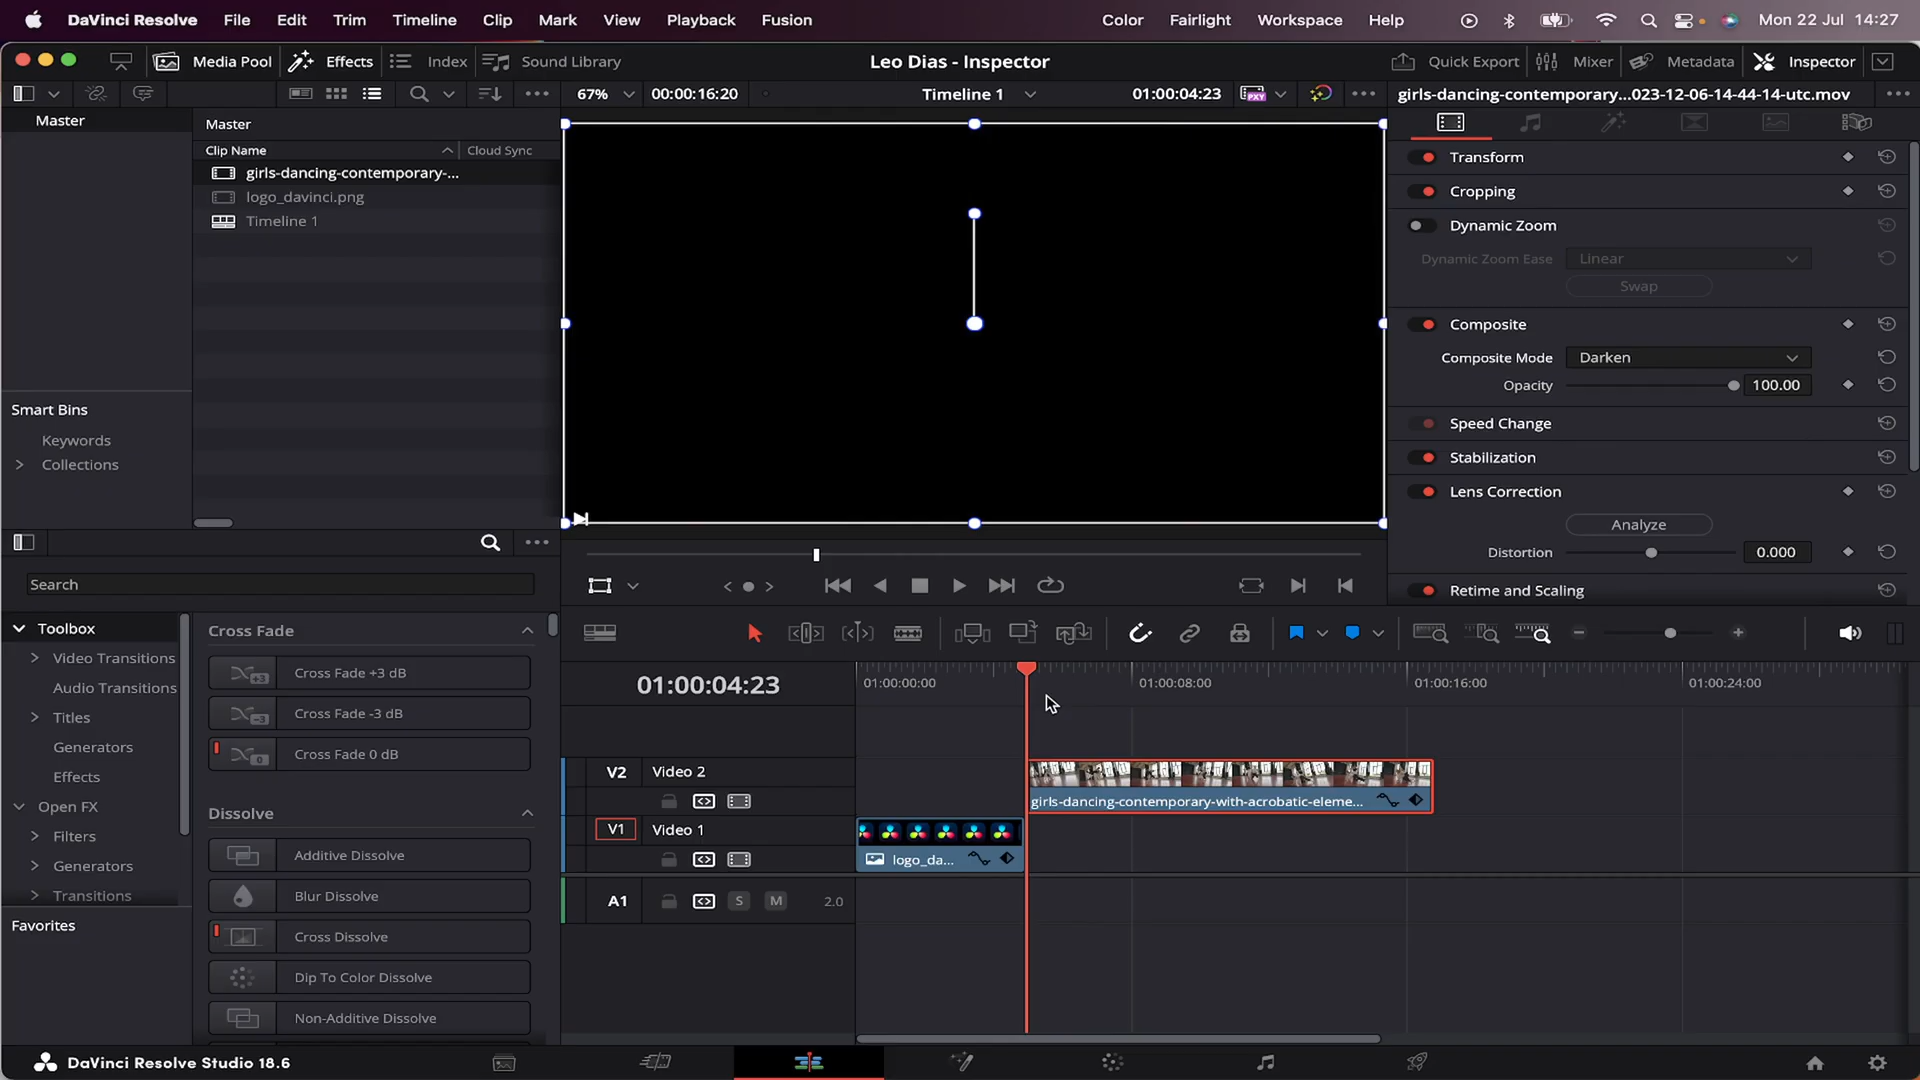 DaVinci Resolve File Edit Trim Timeline Clip Mark View Playback Fusion Color Fairlight Workspace Help Mon 22 Jul 14:27
Media Pool Effects Index Sound Library Leo Dias - Inspector Quick Export Mixer Metadata Inspector
67% 00:00:16:20 Timeline 1 01:00:04:23 PXY girls-dancing-contemporary...023-12-06-14-44-14-utc.mov
Master
Master
Clip Name Cloud Sync
girls-dancing-contemporary-...
logo_davinci.png
Timeline 1
Smart Bins
Keywords
Collections
Transform
Cropping
Dynamic Zoom
Dynamic Zoom Ease Linear
Swap
Composite
Composite Mode Darken
Opacity 100.00
Speed Change
Stabilization
Lens Correction
Analyze
Distortion 0.000
Retime and Scaling
Search
Toolbox
Video Transitions
Audio Transitions
Titles
Generators
Effects
Open FX
Filters
Generators
Transitions
Favorites
Cross Fade
+3 Cross Fade +3 dB
-3 Cross Fade -3 dB
0 Cross Fade 0 dB
Dissolve
Additive Dissolve
Blur Dissolve
Cross Dissolve
Dip To Color Dissolve
Non-Additive Dissolve
01:00:04:23 01:00:00:00 01:00:08:00 01:00:16:00 01:00:24:00
V2 Video 2
girls-dancing-contemporary-with-acrobatic-eleme...
V1 Video 1
logo_da...
A1 S M 2.0
DaVinci Resolve Studio 18.6